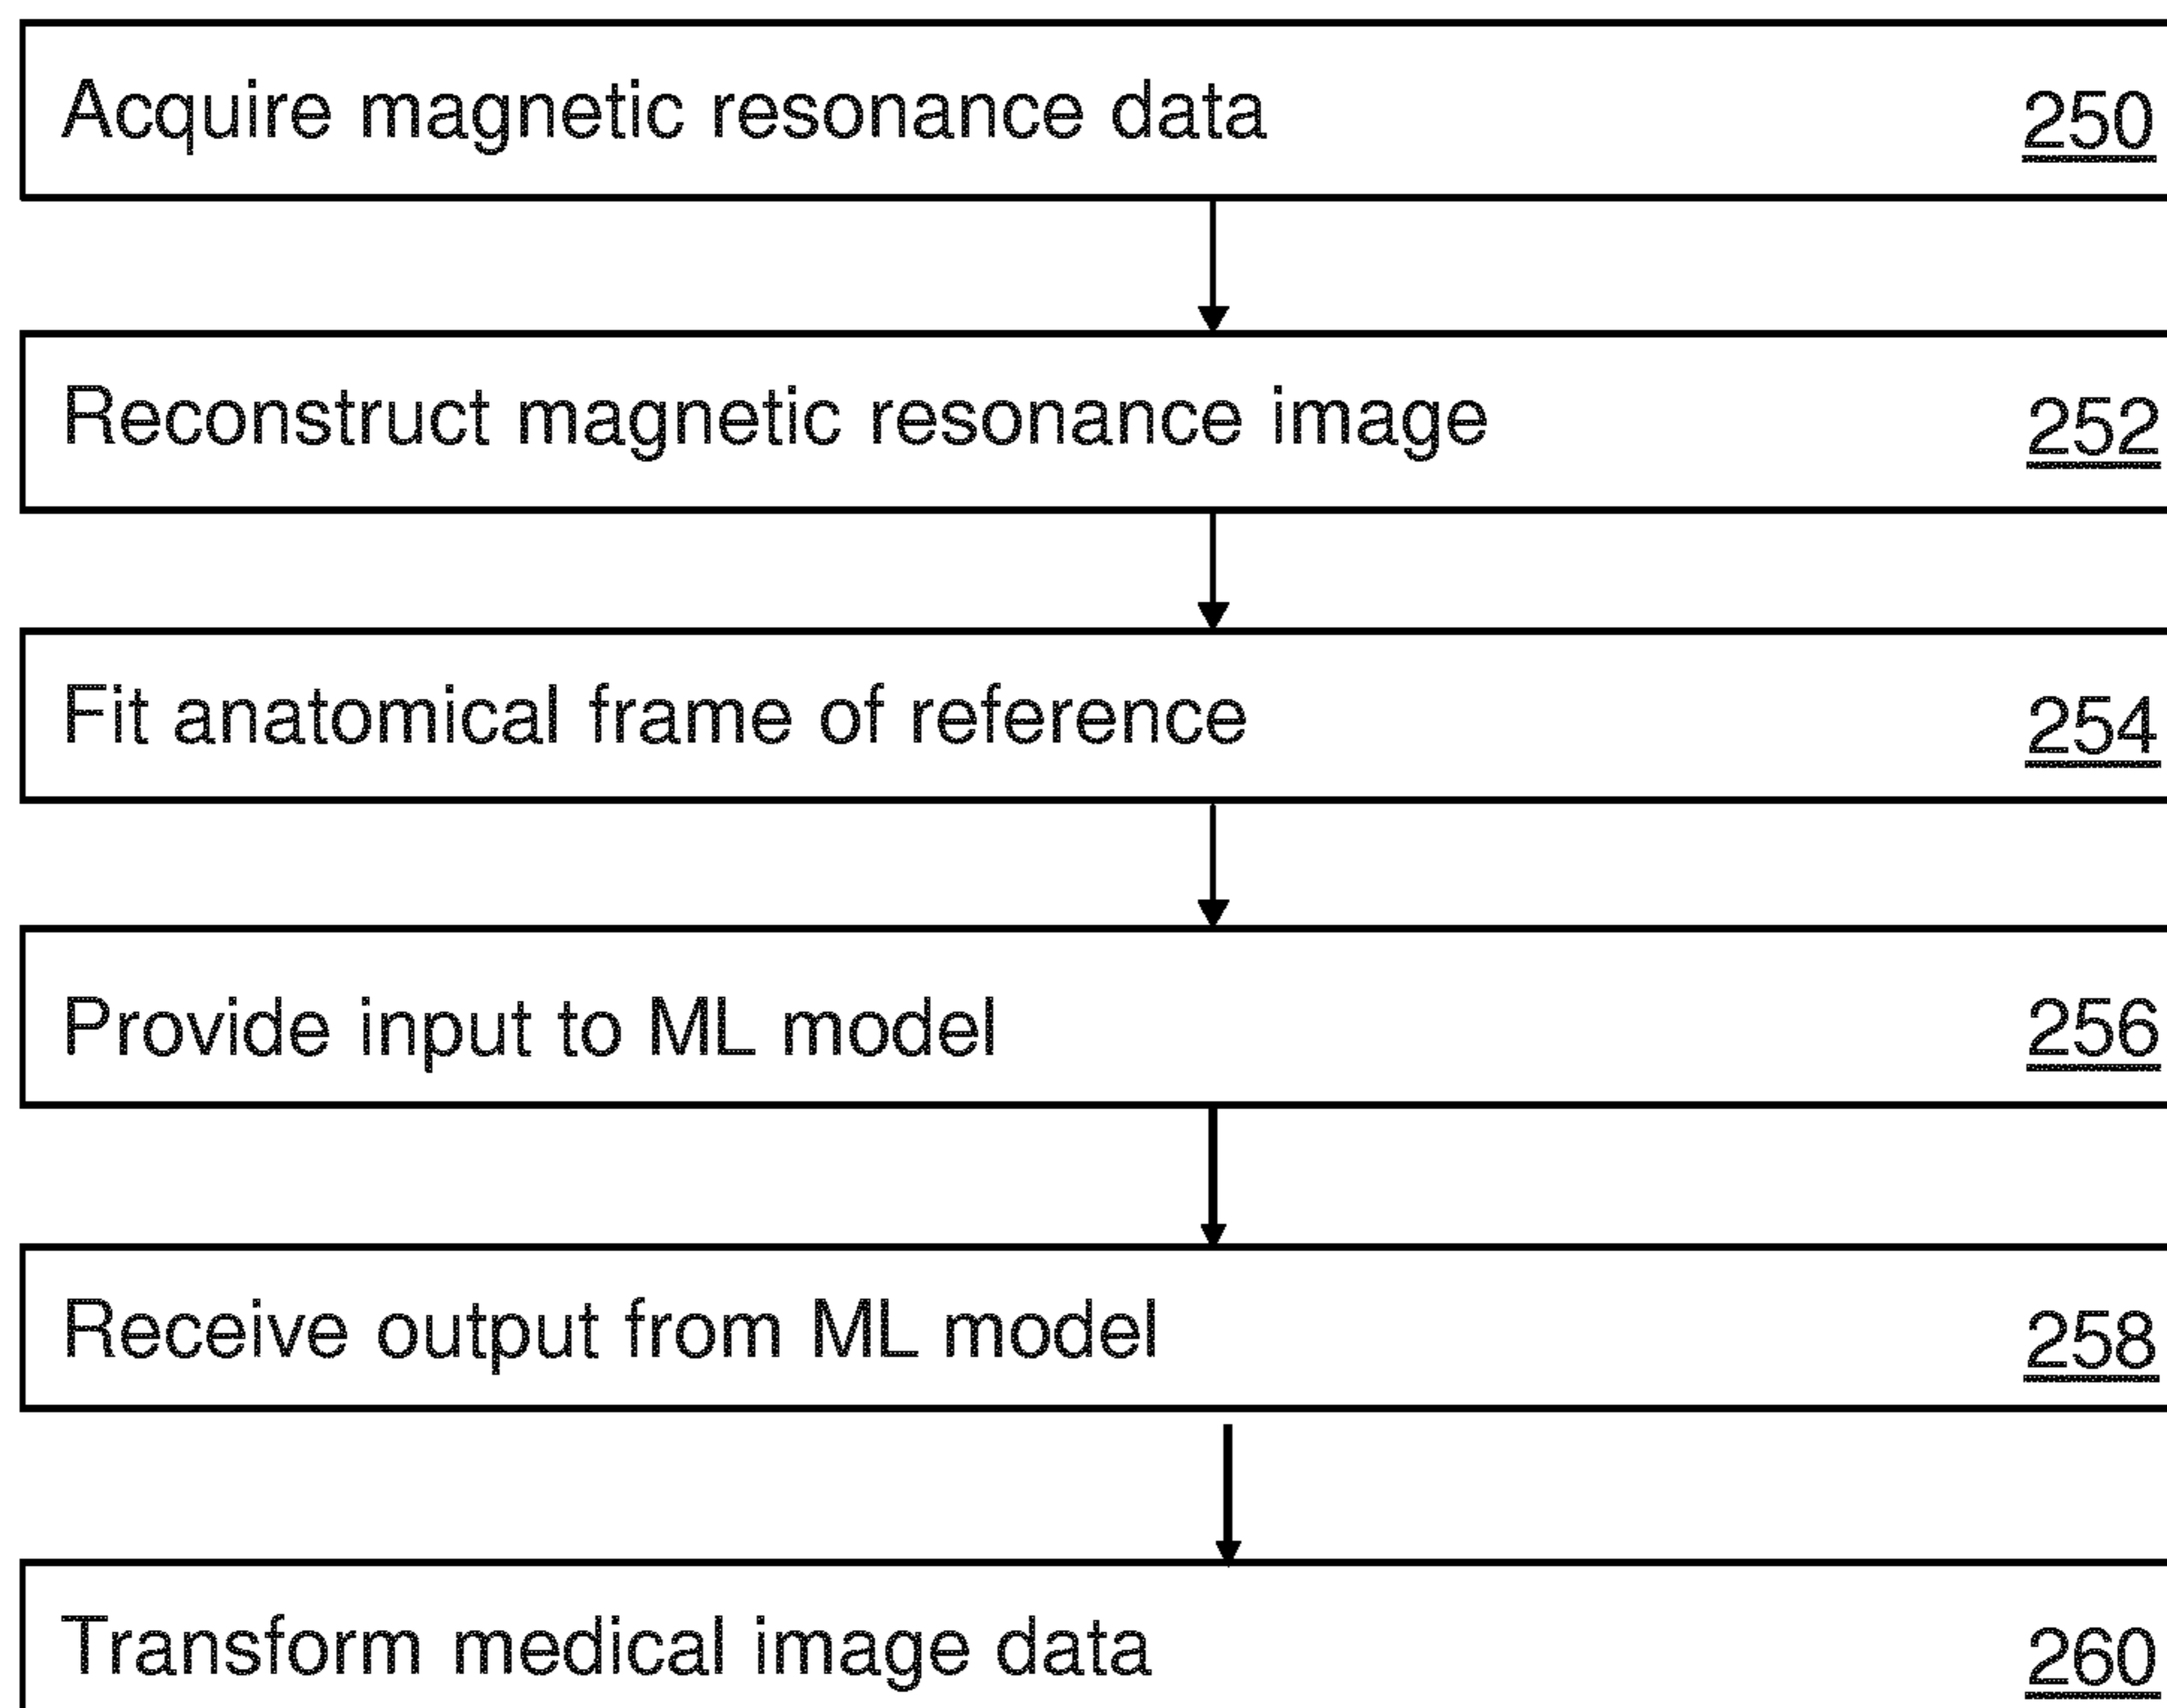 Acquire magnetic resonance data 250
Reconstruct magnetic resonance image 252
Fit anatomical frame of reference 254
Provide input to ML model 256
Receive output from ML model 258
Transform medical image data 260